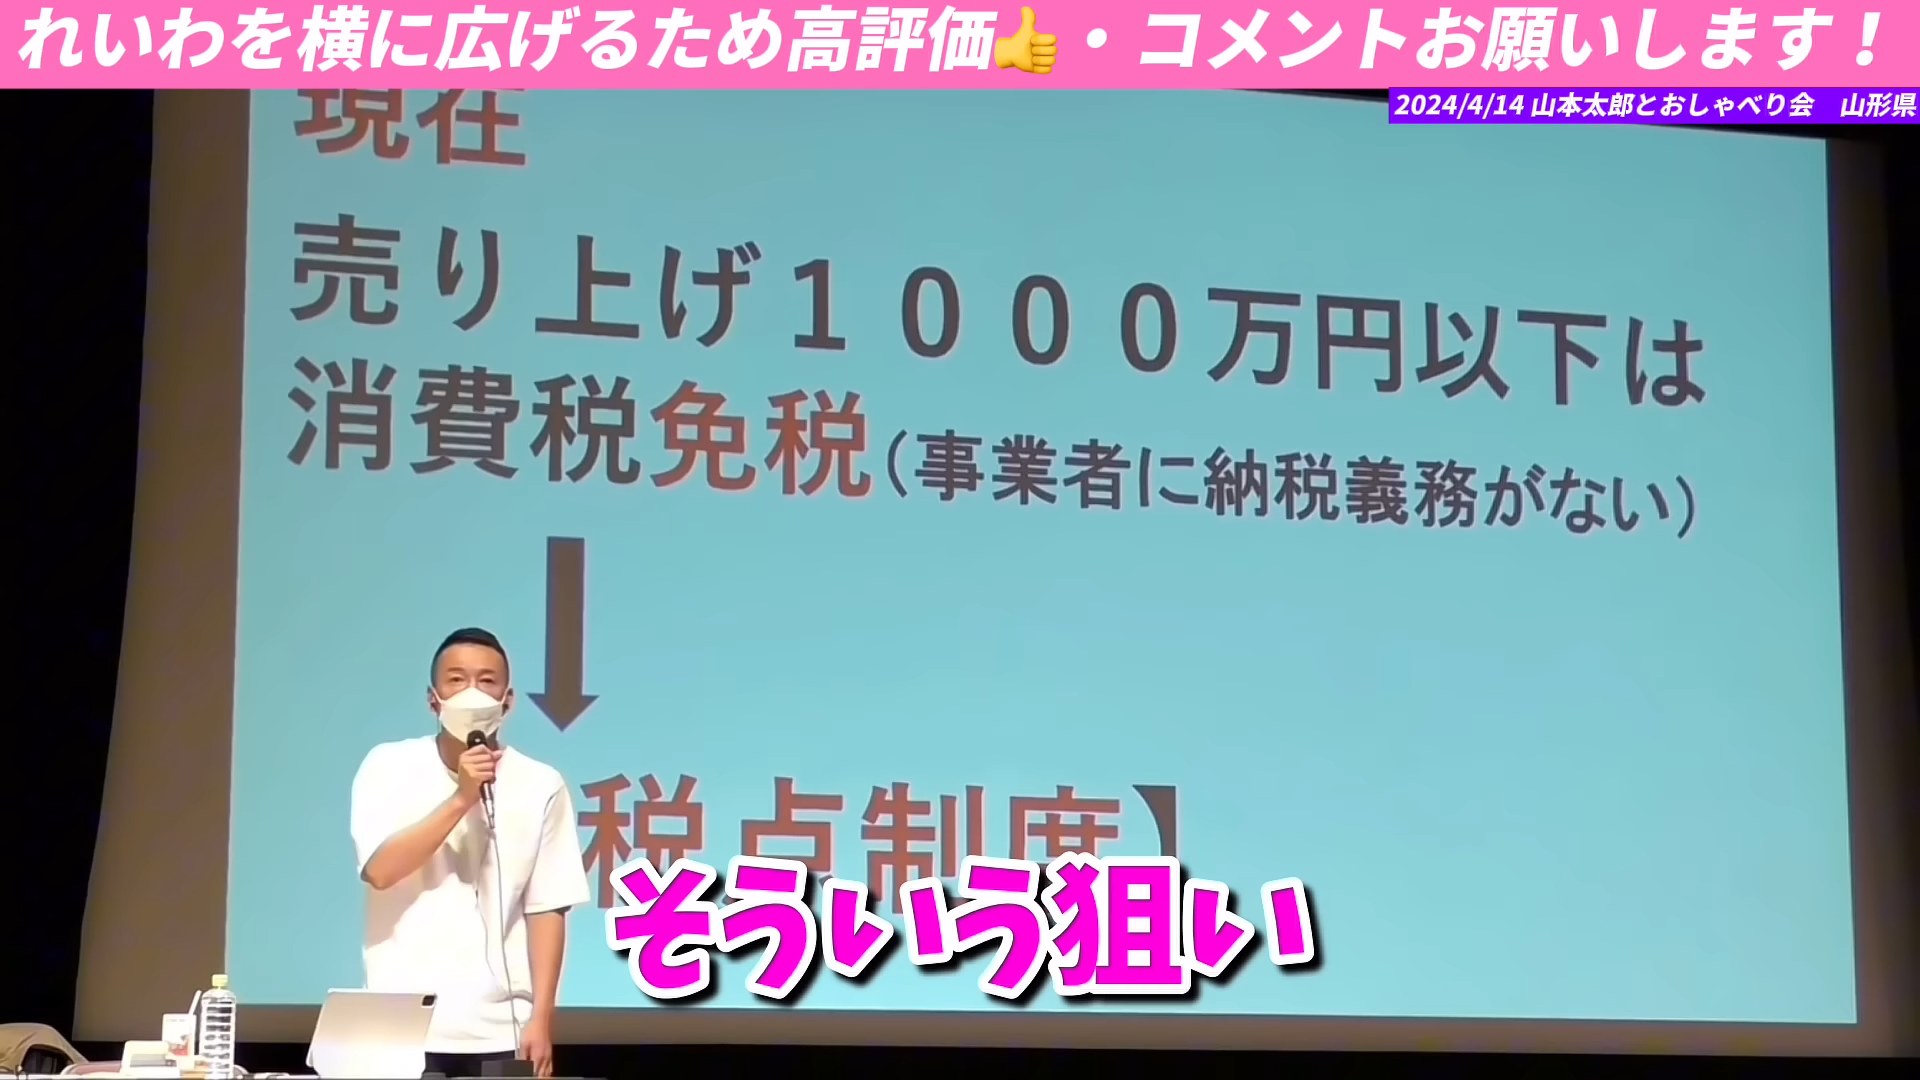 れいわを横に広げるため高評価👍・コメントお願いします！
2024/4/14 山本太郎とおしゃべり会　山形県
現在
売り上げ１０００万円以下は
消費税免税（事業者に納税義務がない）
税点制度】
そういう狙い